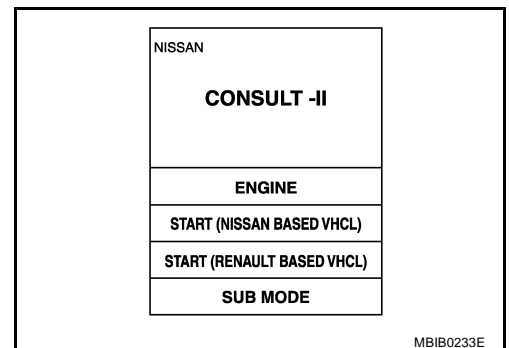 NISSAN
CONSULT -II
ENGINE
START (NISSAN BASED VHCL)
START (RENAULT BASED VHCL)
SUB MODE
MBIB0233E